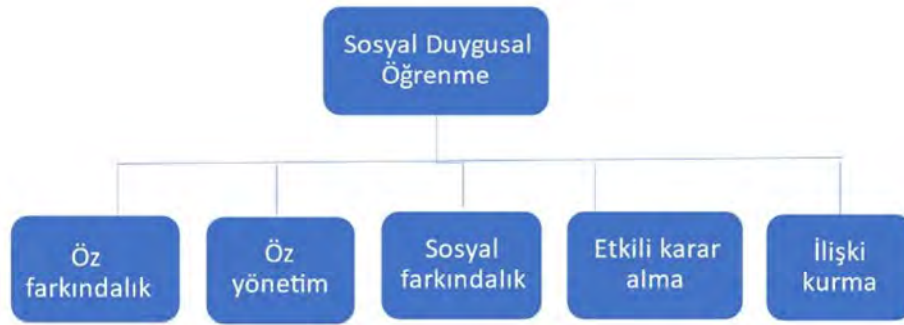 Sosyal Duygusal
Öğrenme
Öz
farkındalık
Öz
yönetim
Sosyal
farkındalık
Etkili karar
alma
İlişki
kurma